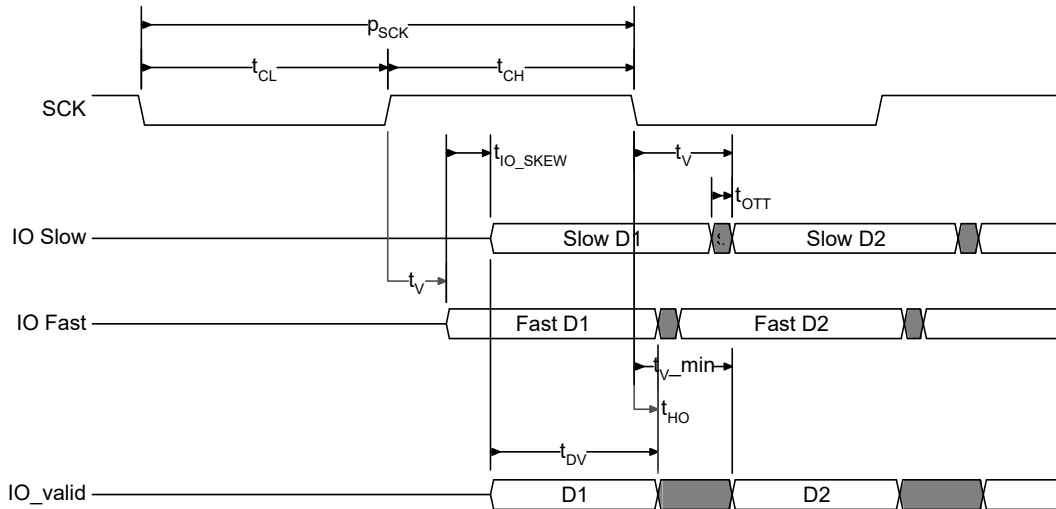 pSCK
tCL tCH
SCK
tIO_SKEW tV
tOTT
IO Slow Slow D1 Slow D2
tV
IO Fast Fast D1 Fast D2
tV_min
tHO
tDV
IO_valid D1 D2